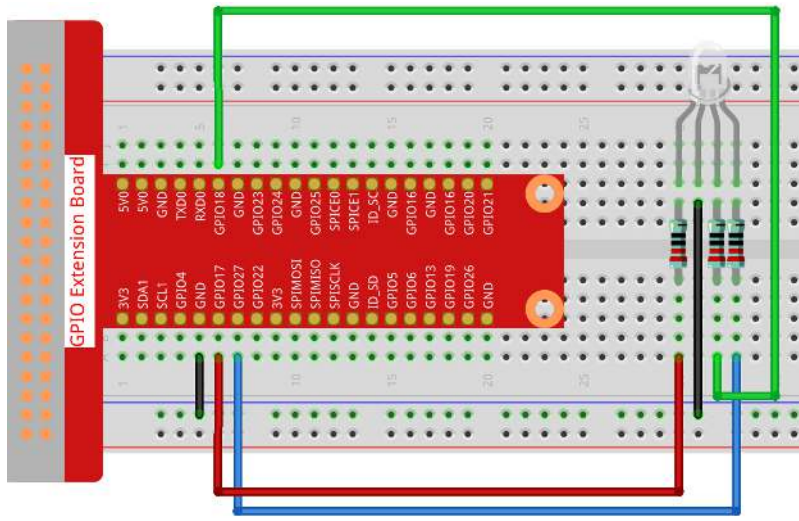 GPIO Extension Board
1
5
10
15
20
25
5V0
5V0
GND
TXD0
RXD0
GPIO18
GND
GPIO23
GPIO24
GND
GPIO25
SPICE0
SPICE1
ID_SC
GND
GPIO16
GND
GPIO16
GPIO20
GPIO21
3V3
SDA1
SCL1
GPIO4
GND
GPIO17
GPIO27
GPIO22
3V3
SPIMOSI
SPIMISO
SPISCLK
GND
ID_SD
GPIO5
GPIO6
GPIO13
GPIO19
GPIO26
GND
1
10
15
20
25